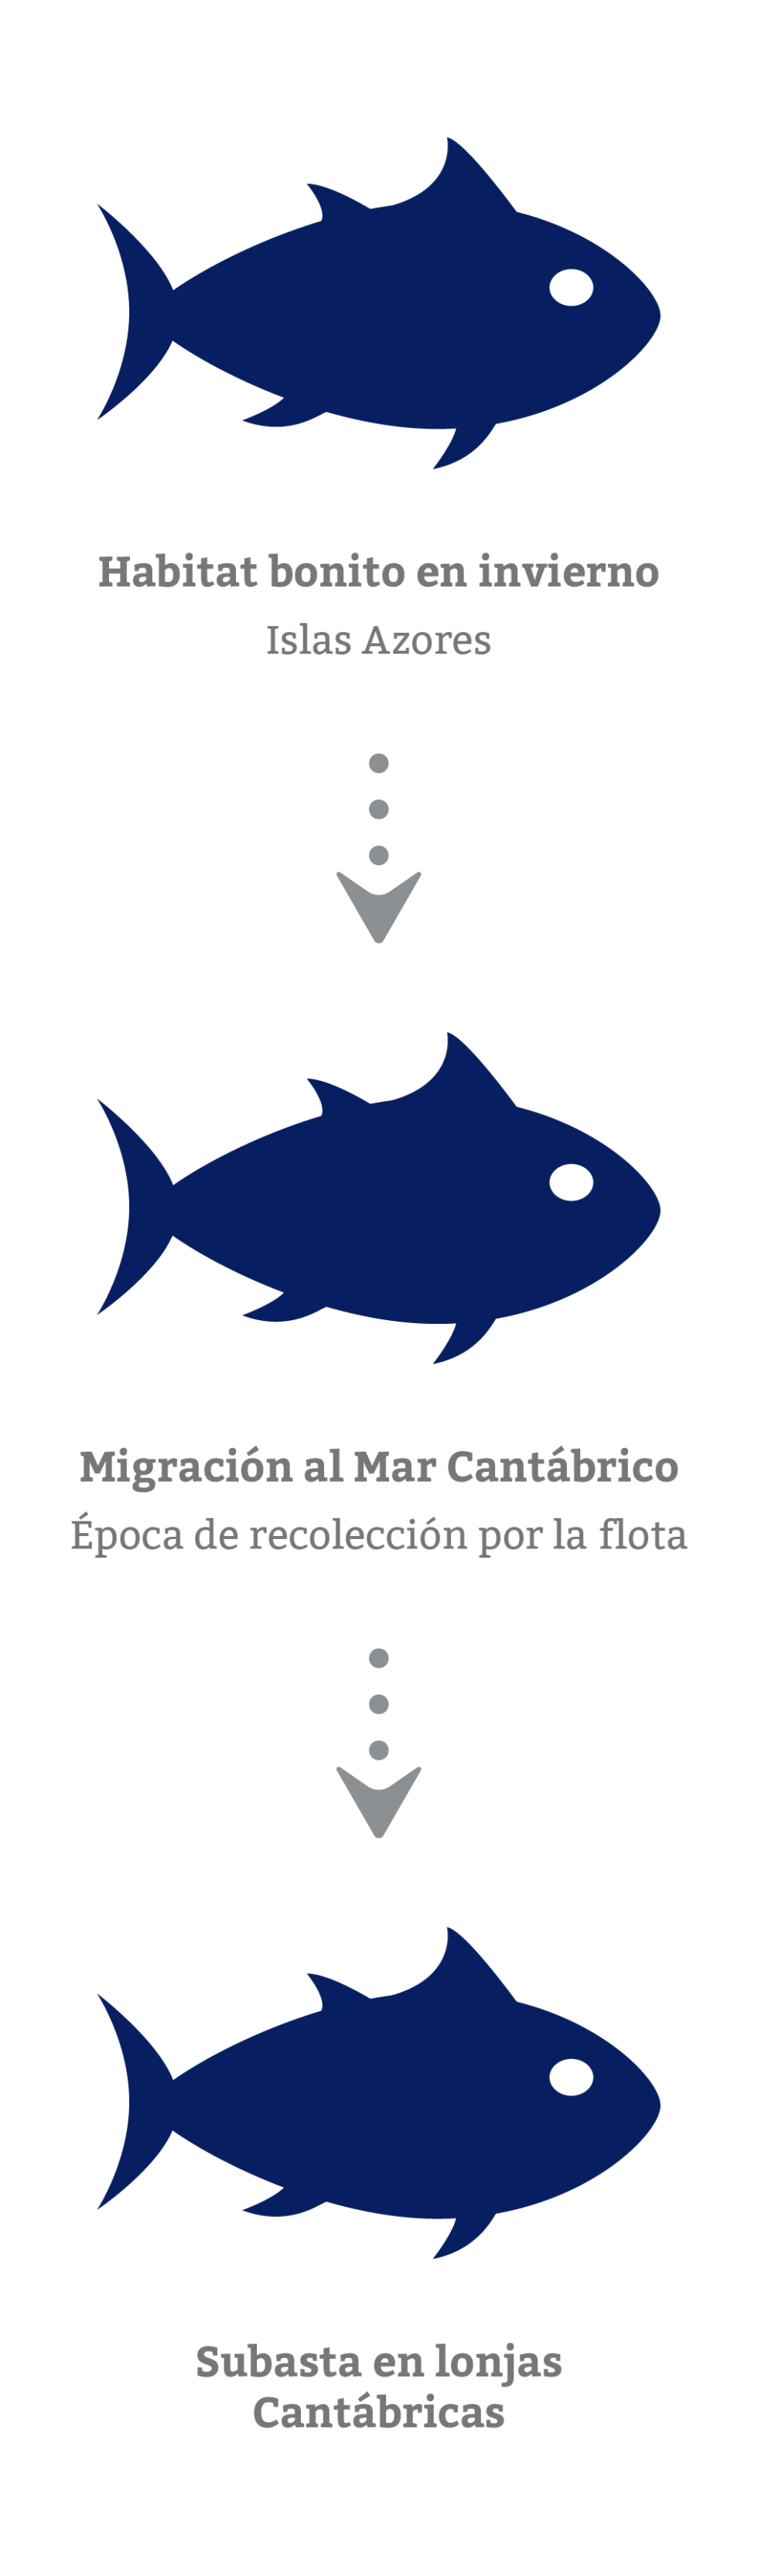 Habitat bonito en invierno
Islas Azores
Migración al Mar Cantábrico
Época de recolección por la flota
Subasta en lonjas
Cantábricas